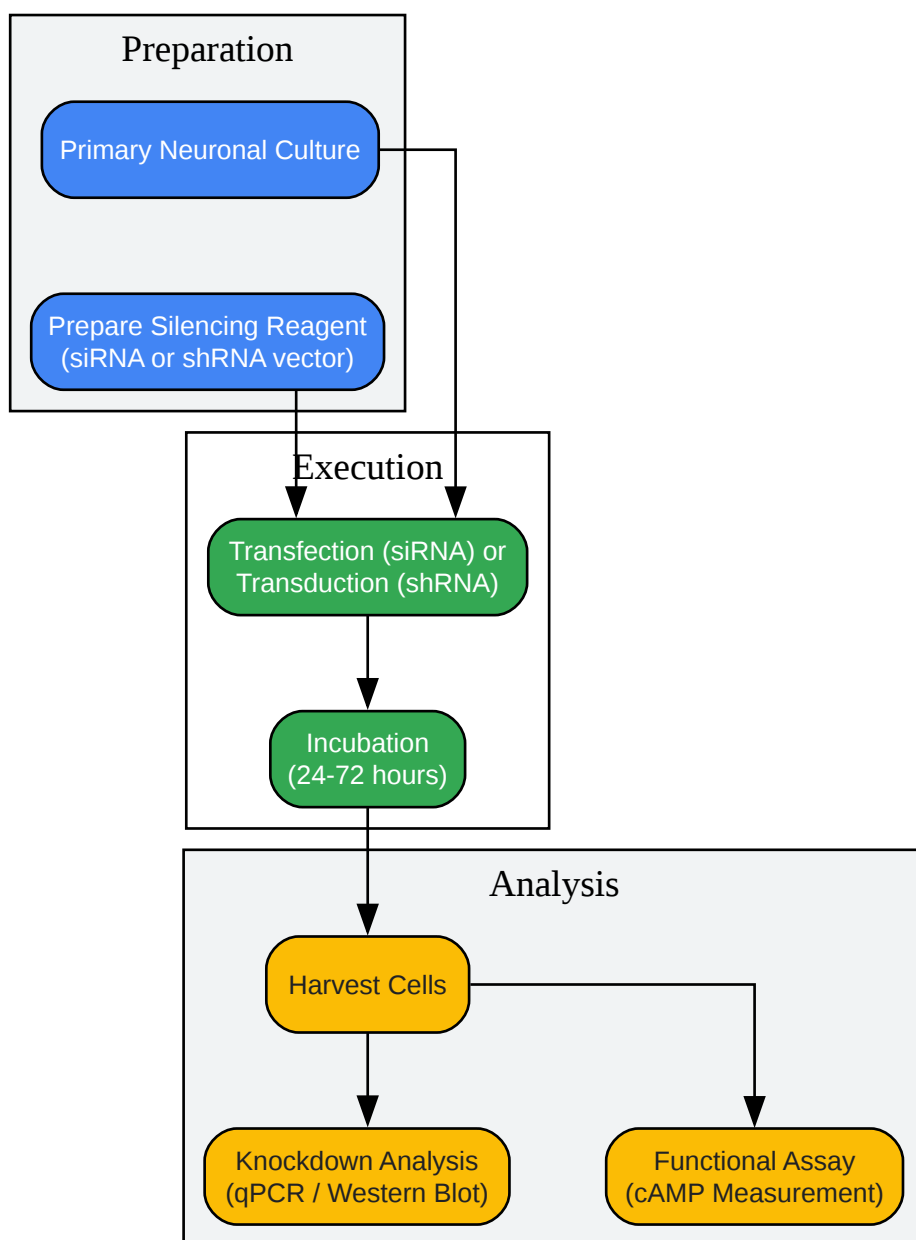 Preparation
Primary Neuronal Culture
Prepare Silencing Reagent
(siRNA or shRNA vector)
Execution
Transfection (siRNA) or
Transduction (shRNA)
Incubation
(24-72 hours)
Analysis
Harvest Cells
Knockdown Analysis
(qPCR / Western Blot)
Functional Assay
(cAMP Measurement)